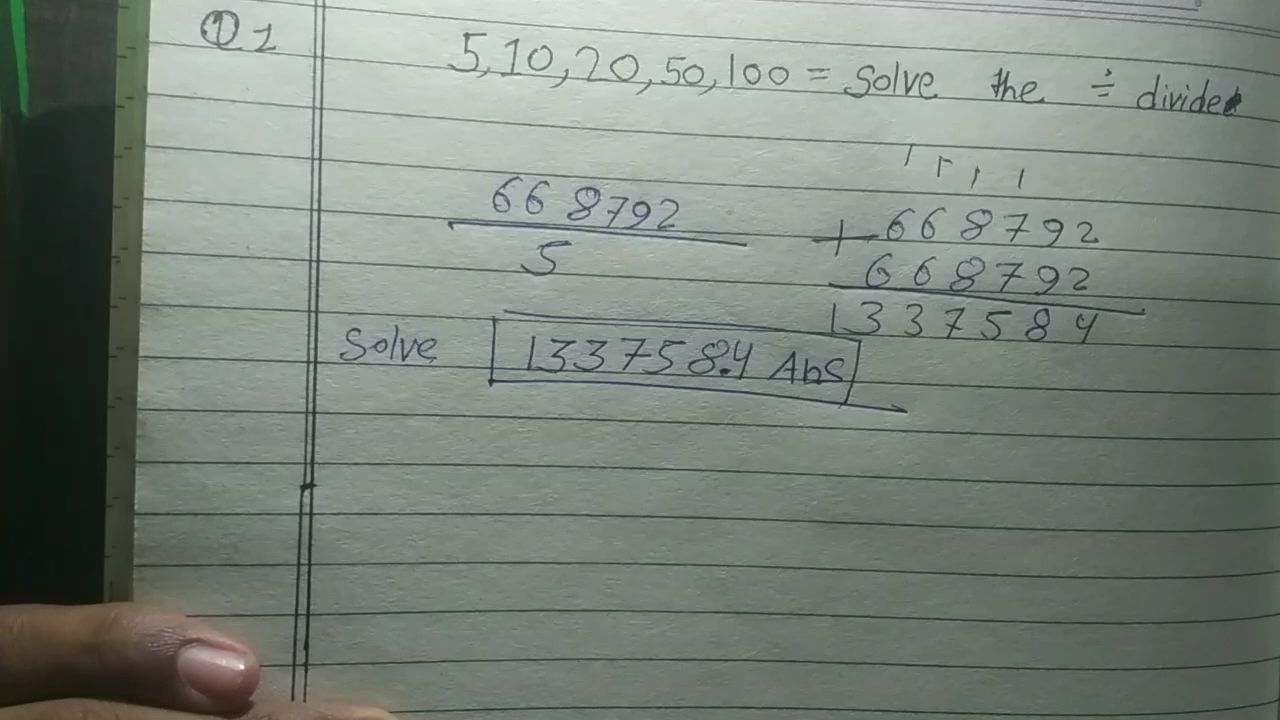 Q1
5, 10, 20, 50, 100 = Solve the ÷ divide
1 1 1 1
668792
5
+ 668792
668792
1337584
Solve 133758.4 Abs